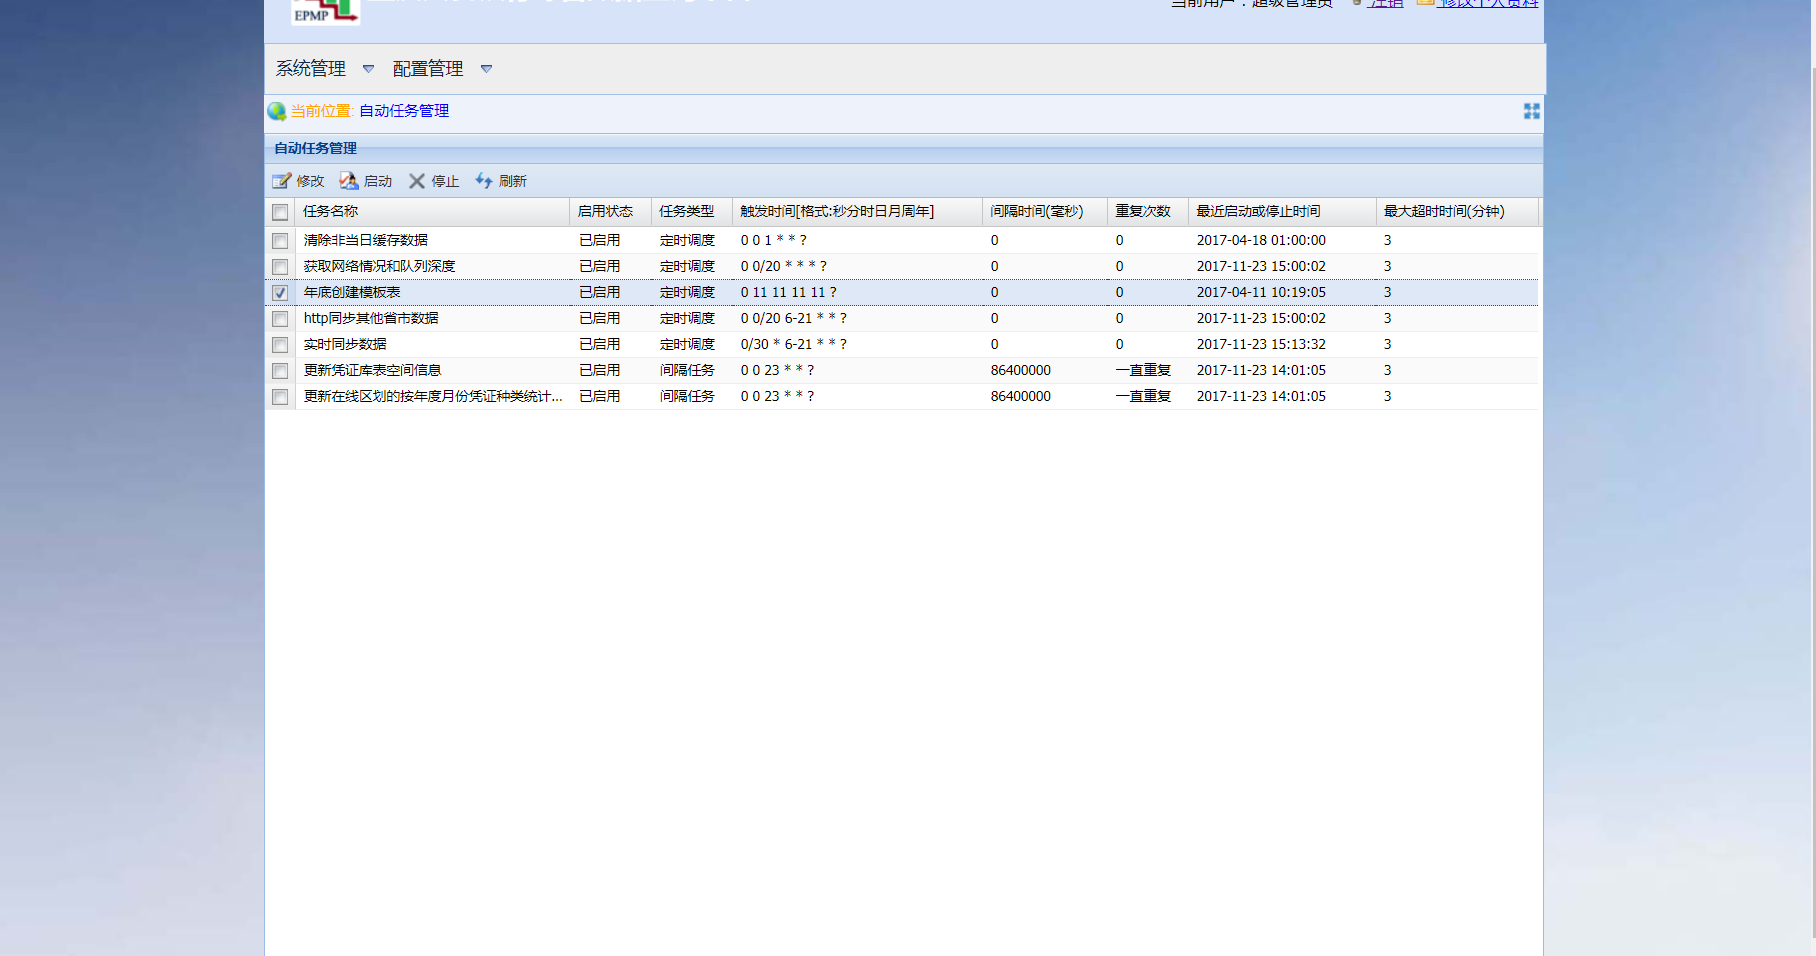 EPMP
当前用户：超级管理员 注销 修改个人资料
系统管理 配置管理
当前位置: 自动任务管理
自动任务管理
修改 启动 停止 刷新
任务名称 启用状态 任务类型 触发时间[格式:秒分时日月周年] 间隔时间(毫秒) 重复次数 最近启动或停止时间 最大超时时间(分钟)
清除非当日缓存数据 已启用 定时调度 0 0 1 * * ? 0 0 2017-04-18 01:00:00 3
获取网络情况和队列深度 已启用 定时调度 0 0/20 * * * ? 0 0 2017-11-23 15:00:02 3
年底创建模板表 已启用 定时调度 0 11 11 11 11 ? 0 0 2017-04-11 10:19:05 3
http同步其他省市数据 已启用 定时调度 0 0/20 6-21 * * ? 0 0 2017-11-23 15:00:02 3
实时同步数据 已启用 定时调度 0/30 * 6-21 * * ? 0 0 2017-11-23 15:13:32 3
更新凭证库表空间信息 已启用 间隔任务 0 0 23 * * ? 86400000 一直重复 2017-11-23 14:01:05 3
更新在线区划的按年度月份凭证种类统计... 已启用 间隔任务 0 0 23 * * ? 86400000 一直重复 2017-11-23 14:01:05 3